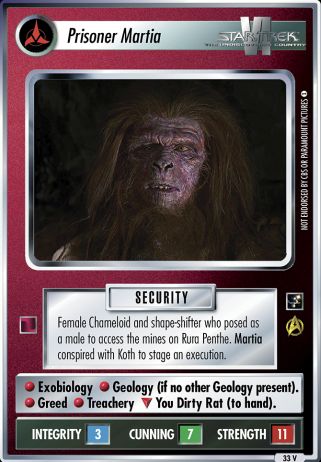 Prisoner Martia
STAR TREK VI
THE UNDISCOVERED COUNTRY
NOT ENDORSED BY CBS OR PARAMOUNT PICTURES
SECURITY
Female Chameloid and shape-shifter who posed as
a male to access the mines on Rura Penthe. Martia
conspired with Koth to stage an execution.
Exobiology Geology (if no other Geology present).
Greed Treachery You Dirty Rat (to hand).
INTEGRITY 3 CUNNING 7 STRENGTH 11
33 V